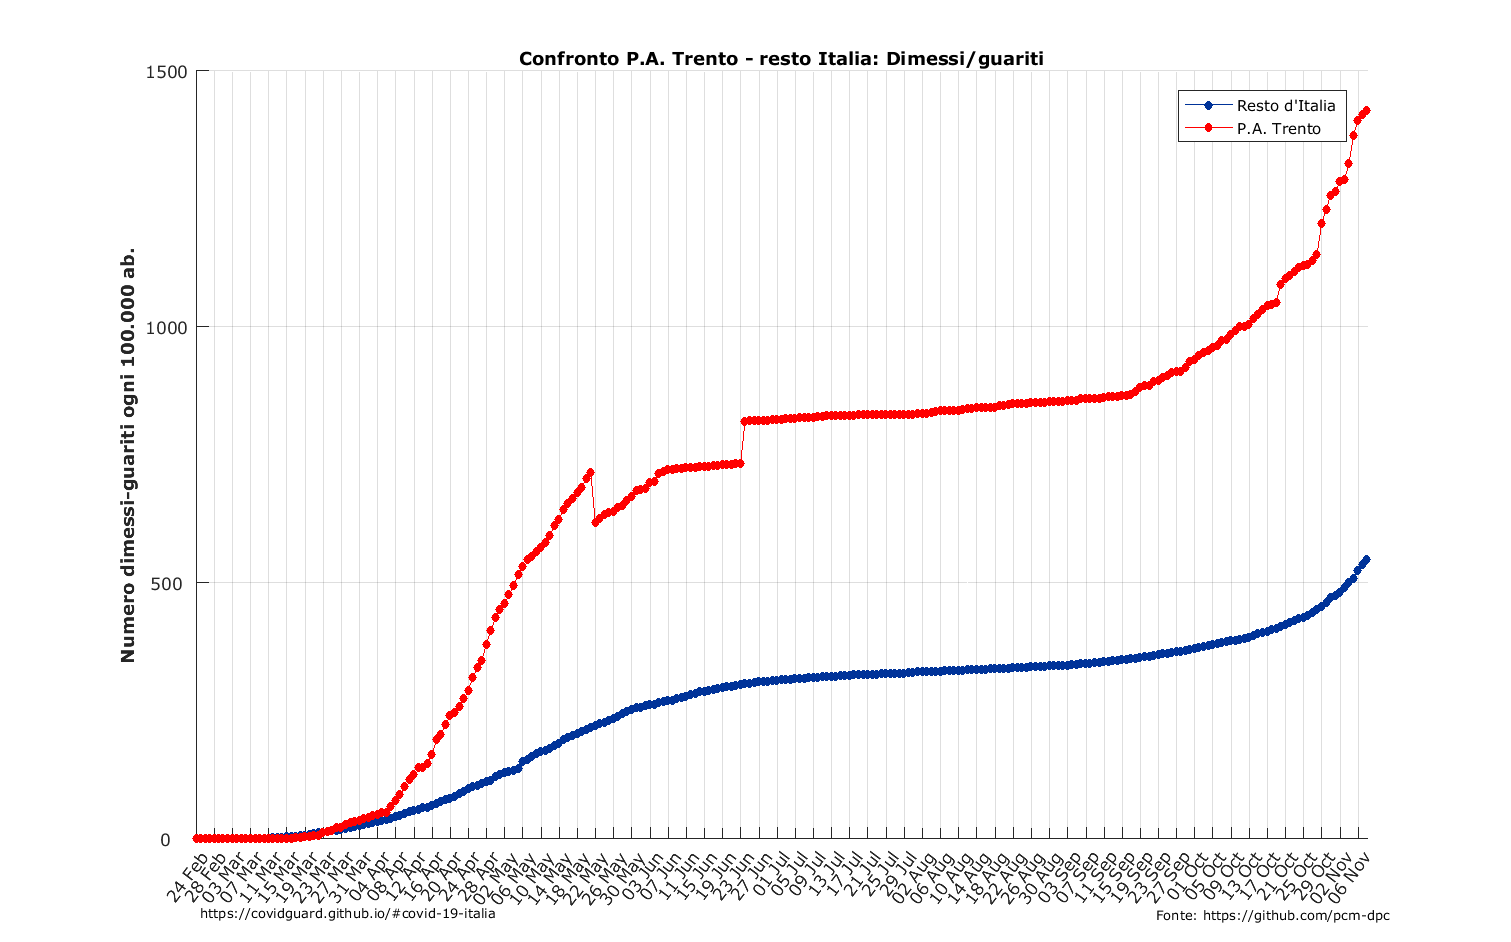 Confronto P.A. Trento - resto Italia: Dimessi/guariti
Numero dimessi-guariti ogni 100.000 ab.
1500
1000
500
0
Resto d'Italia
P.A. Trento
24 Feb
28 Feb
03 Mar
07 Mar
11 Mar
15 Mar
19 Mar
23 Mar
27 Mar
31 Mar
04 Apr
08 Apr
12 Apr
16 Apr
20 Apr
24 Apr
28 Apr
02 May
06 May
10 May
14 May
18 May
22 May
26 May
30 May
03 Jun
07 Jun
11 Jun
15 Jun
19 Jun
23 Jun
27 Jun
01 Jul
05 Jul
09 Jul
13 Jul
17 Jul
21 Jul
25 Jul
29 Jul
02 Aug
06 Aug
10 Aug
14 Aug
18 Aug
22 Aug
26 Aug
30 Aug
03 Sep
07 Sep
11 Sep
15 Sep
19 Sep
23 Sep
27 Sep
01 Oct
05 Oct
09 Oct
13 Oct
17 Oct
21 Oct
25 Oct
29 Oct
02 Nov
06 Nov
https://covidguard.github.io/#covid-19-italia
Fonte: https://github.com/pcm-dpc